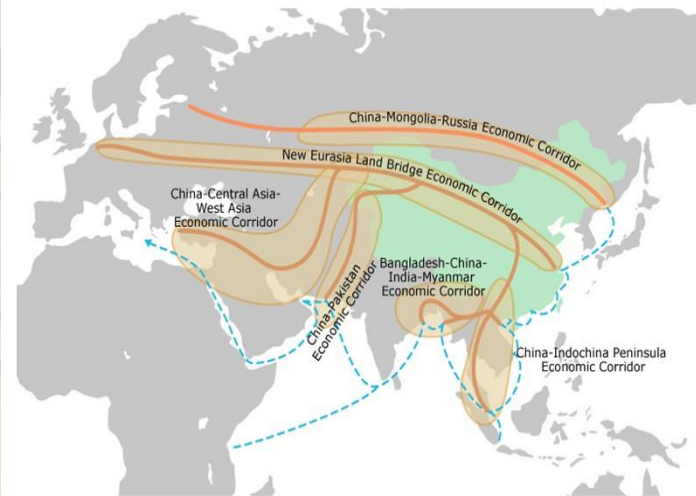 China-Mongolia-Russia Economic Corridor
New Eurasia Land Bridge Economic Corridor
China-Central Asia-
West Asia
Economic Corridor
China-Pakistan
Economic Corridor
Bangladesh-China-
India-Myanmar
Economic Corridor
China-Indochina Peninsula
Economic Corridor